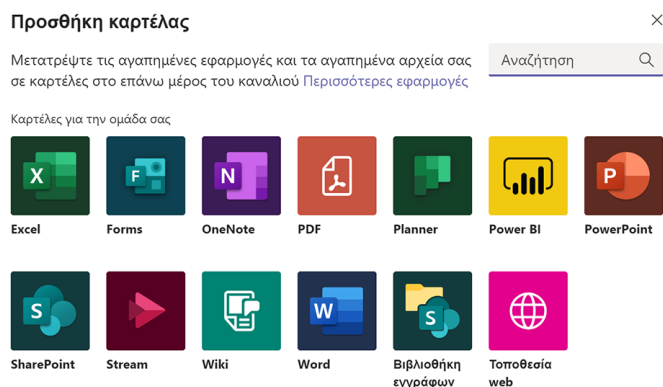 Προσθήκη καρτέλας
Μετατρέψτε τις αγαπημένες εφαρμογές και τα αγαπημένα αρχεία σας
σε καρτέλες στο επάνω μέρος του καναλιού Περισσότερες εφαρμογές
Αναζήτηση
Καρτέλες για την ομάδα σας
X F N P
Excel Forms OneNote PDF Planner Power BI PowerPoint
S W S
SharePoint Stream Wiki Word Βιβλιοθήκη Τοποθεσία
εγγράφων web